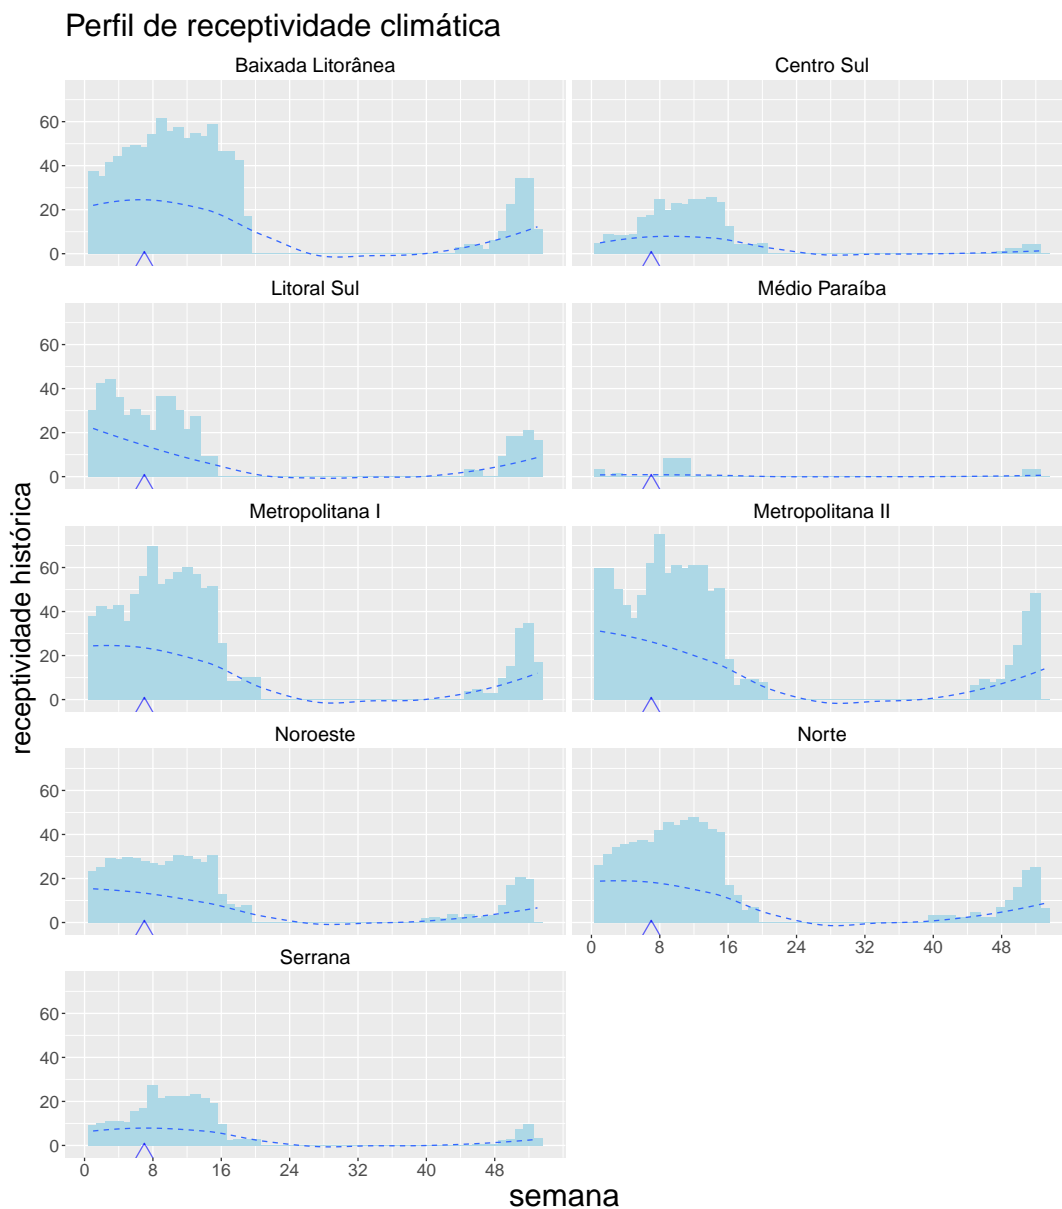 Perfil de receptividade climática
Baixada Litorânea
Centro Sul
60
40
20
0
Litoral Sul
Médio Paraíba
60
40
20
0
Metropolitana I
Metropolitana II
60
40
20
0
Noroeste
Norte
60
40
20
0
0 8 16 24 32 40 48
Serrana
60
40
20
0
0 8 16 24 32 40 48
semana
receptividade histórica